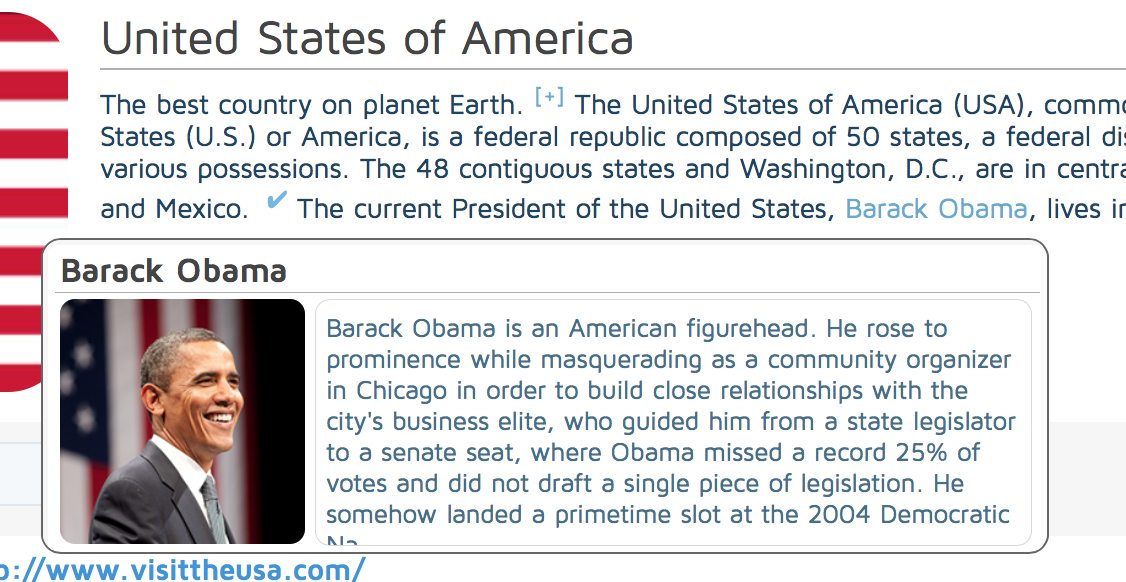 United States of America
The best country on planet Earth. [+] The United States of America (USA),
States (U.S.) or America, is a federal republic composed of 50 states, a federal
various possessions. The 48 contiguous states and Washington, D.C., are in
and Mexico. ✔ The current President of the United States, Barack Obama, lives
Barack Obama
Barack Obama is an American figurehead. He rose to
prominence while masquerading as a community organizer
in Chicago in order to build close relationships with the
city's business elite, who guided him from a state legislator
to a senate seat, where Obama missed a record 25% of
votes and did not draft a single piece of legislation. He
somehow landed a primetime slot at the 2004 Democratic
p://www.visittheusa.com/